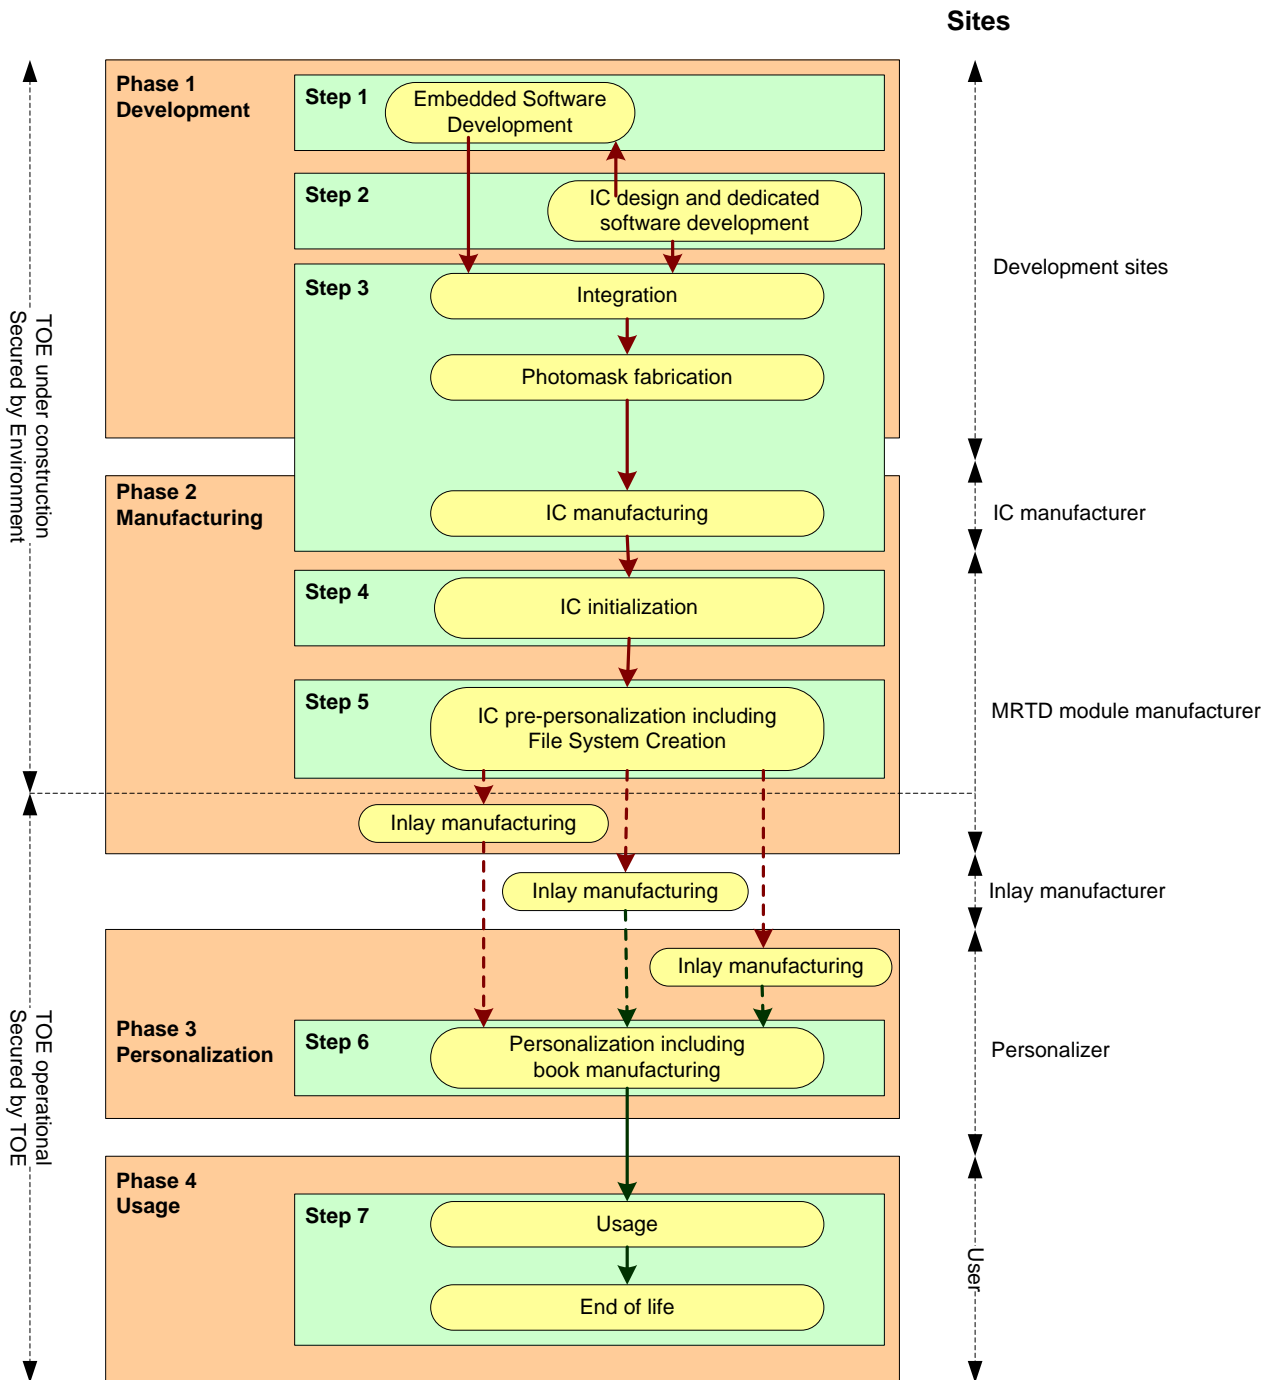 Sites
Phase 1
Development
Step 1
Embedded Software
Development
Step 2
IC design and dedicated
software development
Step 3
Integration
Photomask fabrication
Development sites
TOE under construction
Secured by Environment
Phase 2
Manufacturing
IC manufacturing
IC manufacturer
Step 4
IC initialization
Step 5
IC pre-personalization including
File System Creation
MRTD module manufacturer
Inlay manufacturing
Inlay manufacturing
Inlay manufacturer
Inlay manufacturing
Phase 3
Personalization
Step 6
Personalization including
book manufacturing
Personalizer
TOE operational
Secured by TOE
Phase 4
Usage
Step 7
Usage
End of life
User